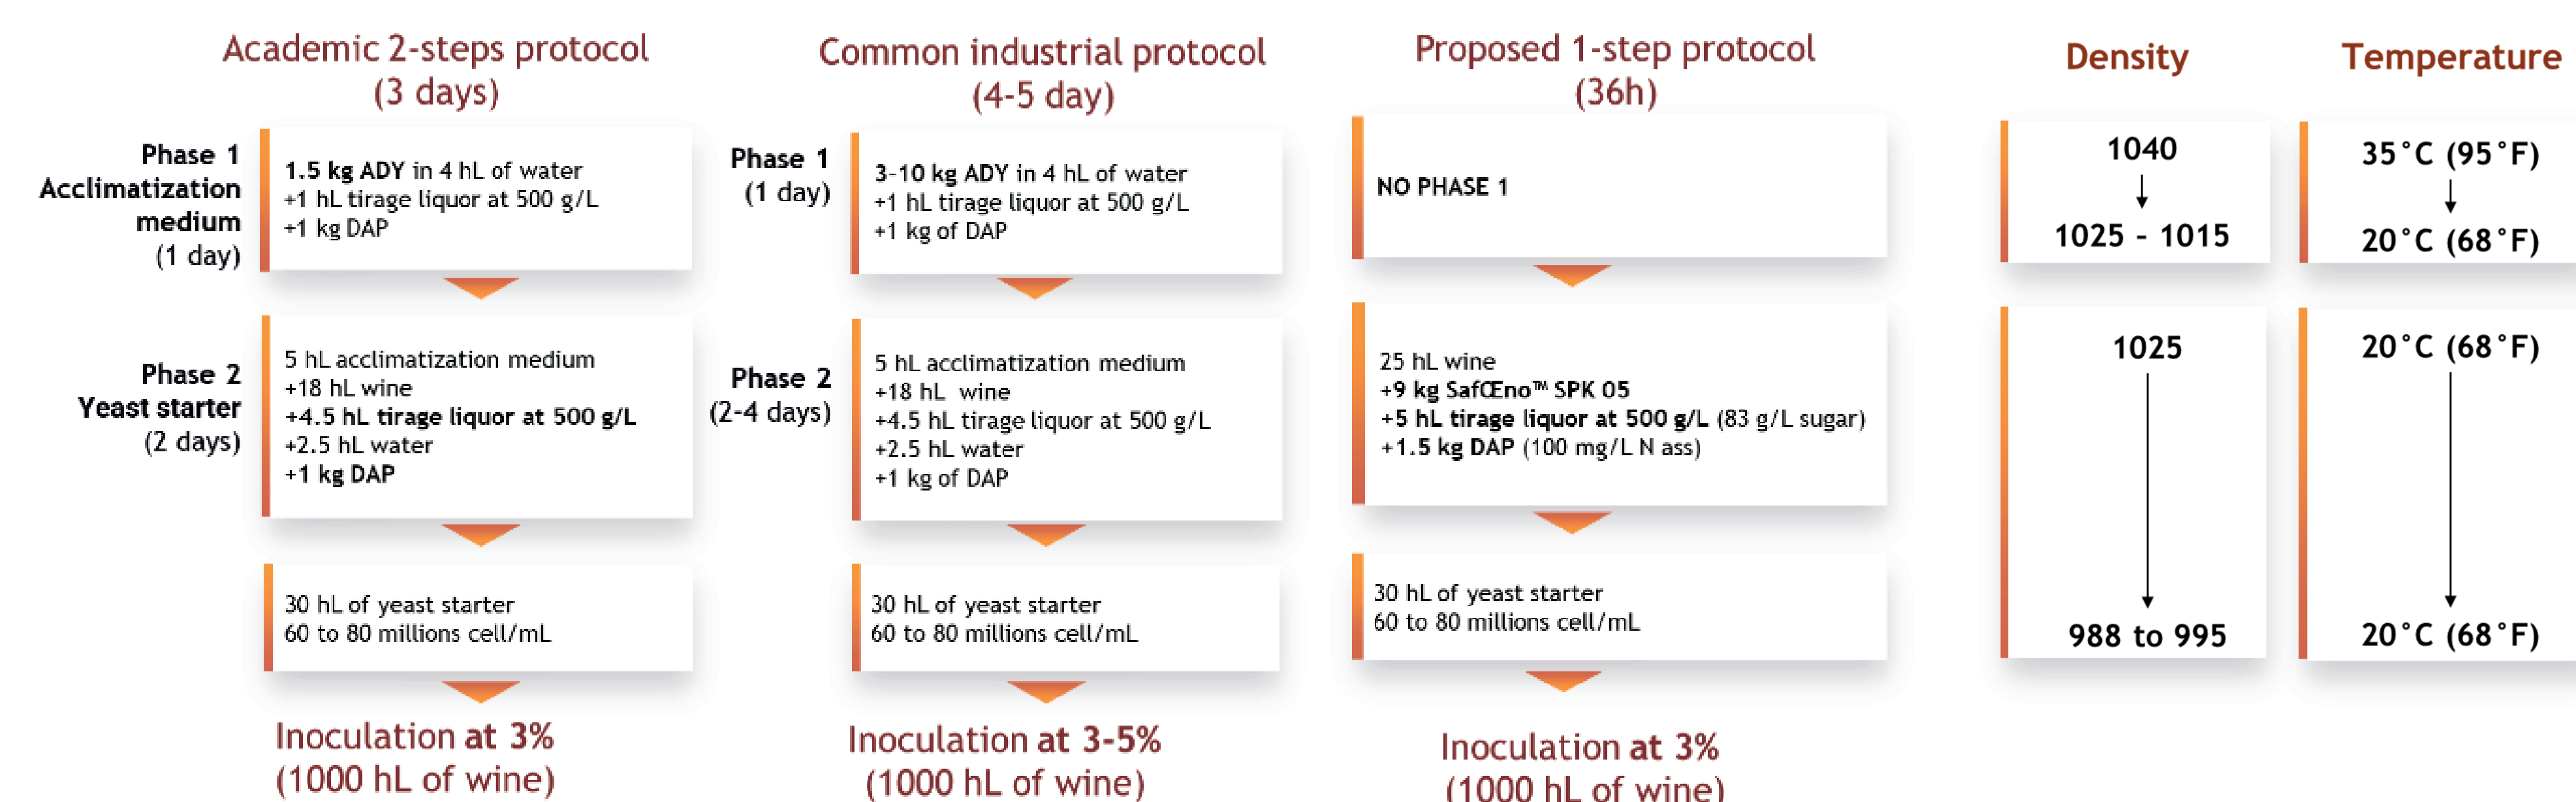 Academic 2-steps protocol
(3 days)
Phase 1
Acclimatization
medium
(1 day)
1.5 kg ADY in 4 hL of water
+1 hL tirage liquor at 500 g/L
+1 kg DAP
Phase 2
Yeast starter
(2 days)
5 hL acclimatization medium
+18 hL wine
+4.5 hL tirage liquor at 500 g/L
+2.5 hL water
+1 kg DAP
30 hL of yeast starter
60 to 80 millions cell/mL
Inoculation at 3%
(1000 hL of wine)
Common industrial protocol
(4-5 day)
Phase 1
(1 day)
3-10 kg ADY in 4 hL of water
+1 hL tirage liquor at 500 g/L
+1 kg of DAP
Phase 2
(2-4 days)
5 hL acclimatization medium
+18 hL wine
+4.5 hL tirage liquor at 500 g/L
+2.5 hL water
+1 kg of DAP
30 hL of yeast starter
60 to 80 millions cell/mL
Inoculation at 3-5%
(1000 hL of wine)
Proposed 1-step protocol
(36h)
NO PHASE 1
25 hL wine
+9 kg SafŒno™ SPK 05
+5 hL tirage liquor at 500 g/L (83 g/L sugar)
+1.5 kg DAP (100 mg/L N ass)
30 hL of yeast starter
60 to 80 millions cell/mL
Inoculation at 3%
(1000 hL of wine)
Density
1040
1025 – 1015
1025
988 to 995
Temperature
35°C (95°F)
20°C (68°F)
20°C (68°F)
20°C (68°F)